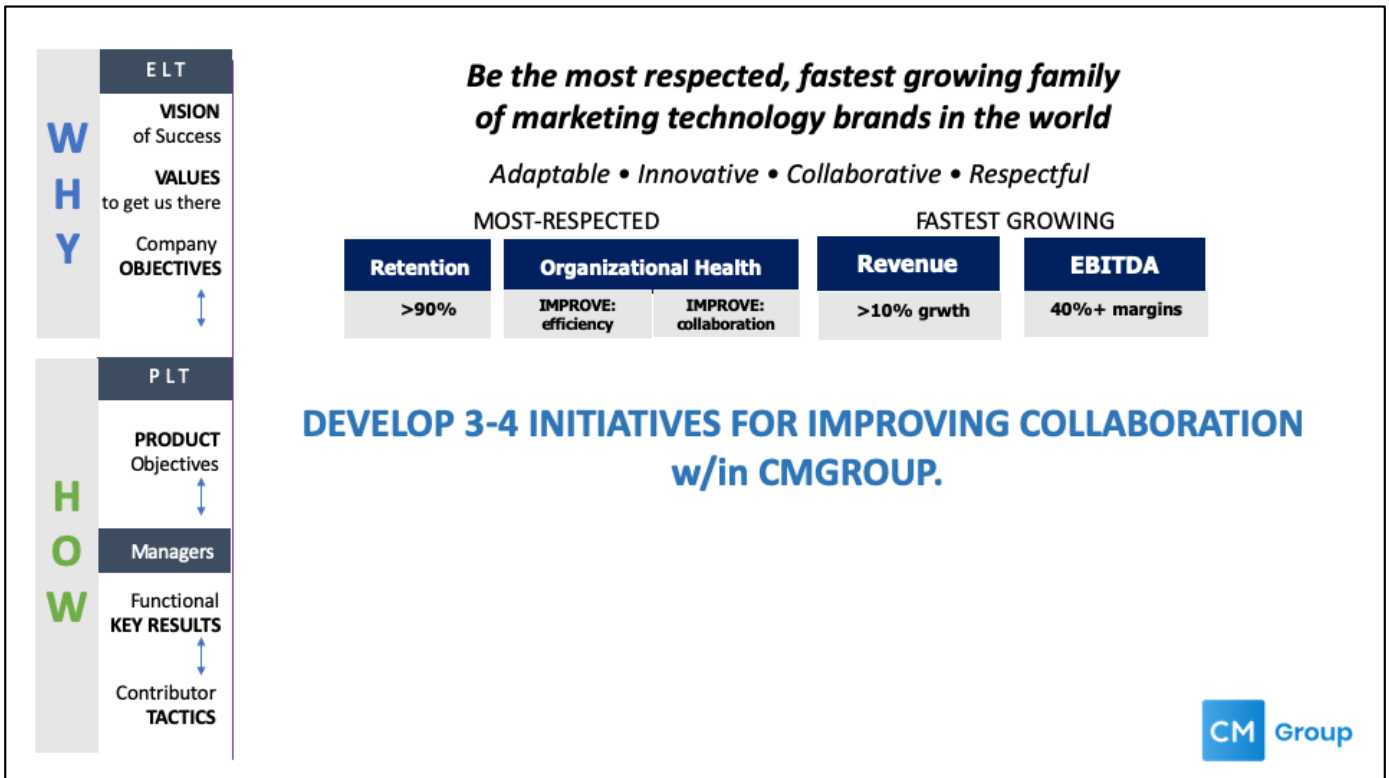 WHY
ELT
VISION
of Success
VALUES
to get us there
Company
OBJECTIVES
HOW
PLT
PRODUCT
Objectives
Managers
Functional
KEY RESULTS
Contributor
TACTICS
Be the most respected, fastest growing family
of marketing technology brands in the world
Adaptable • Innovative • Collaborative • Respectful
MOST-RESPECTED FASTEST GROWING
Retention Organizational Health Revenue EBITDA
>90% IMPROVE: IMPROVE: >10% grwth 40%+ margins
efficiency collaboration
DEVELOP 3-4 INITIATIVES FOR IMPROVING COLLABORATION
w/in CMGROUP.
CM Group